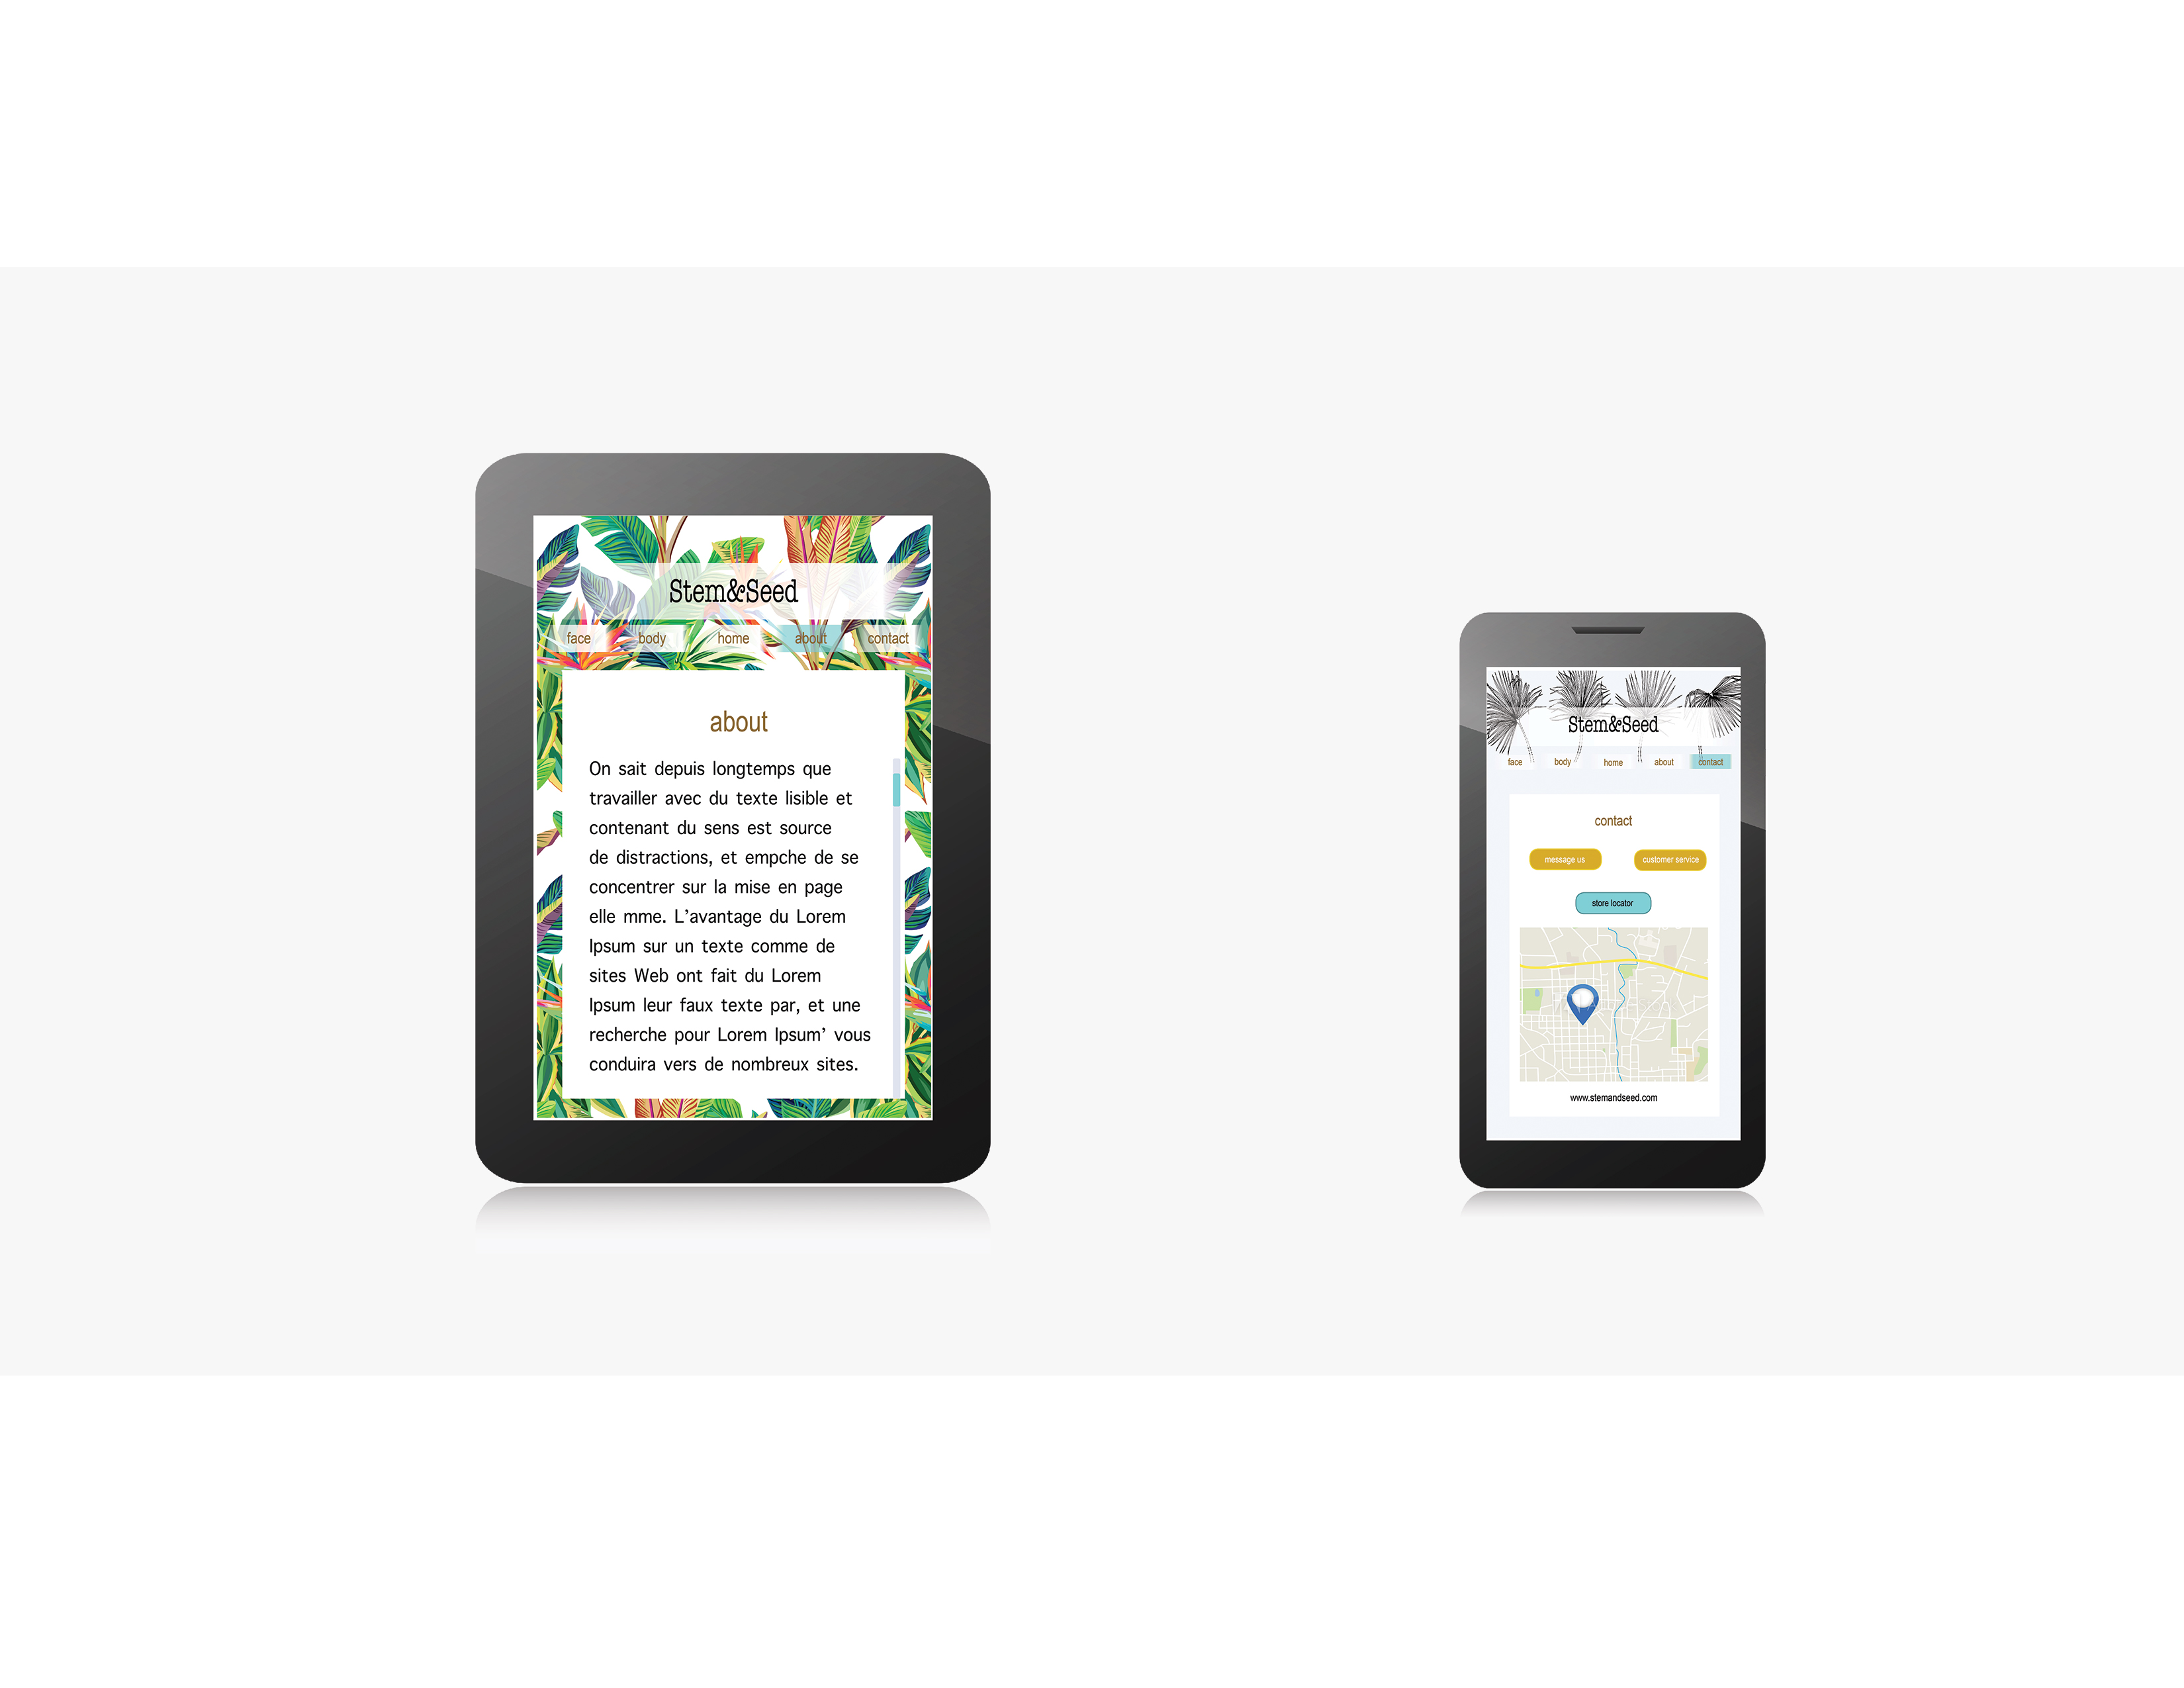 Stem&Seed
face body home about contact
about
On sait depuis longtemps que
travailler avec du texte lisible et
contenant du sens est source
de distractions, et empche de se
concentrer sur la mise en page
elle mme. L’avantage du Lorem
Ipsum sur un texte comme de
sites Web ont fait du Lorem
Ipsum leur faux texte par, et une
recherche pour Lorem Ipsum’ vous
conduira vers de nombreux sites.
Stem&Seed
face body home about contact
contact
message us customer service
store locator
www.stemandseed.com